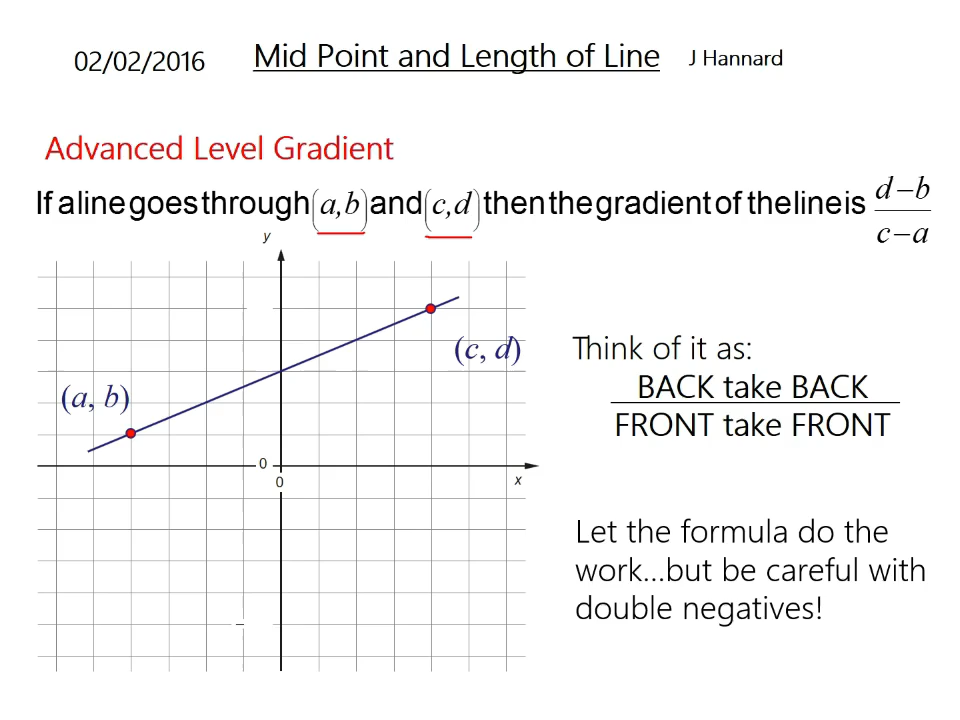 02/02/2016 Mid Point and Length of Line J Hannard
Advanced Level Gradient
If a line goes through (a,b) and (c,d) then the gradient of the line is d−b
c−a
y
(c, d)
Think of it as:
BACK take BACK
(a, b)
FRONT take FRONT
0
0
x
Let the formula do the
work...but be careful with
double negatives!